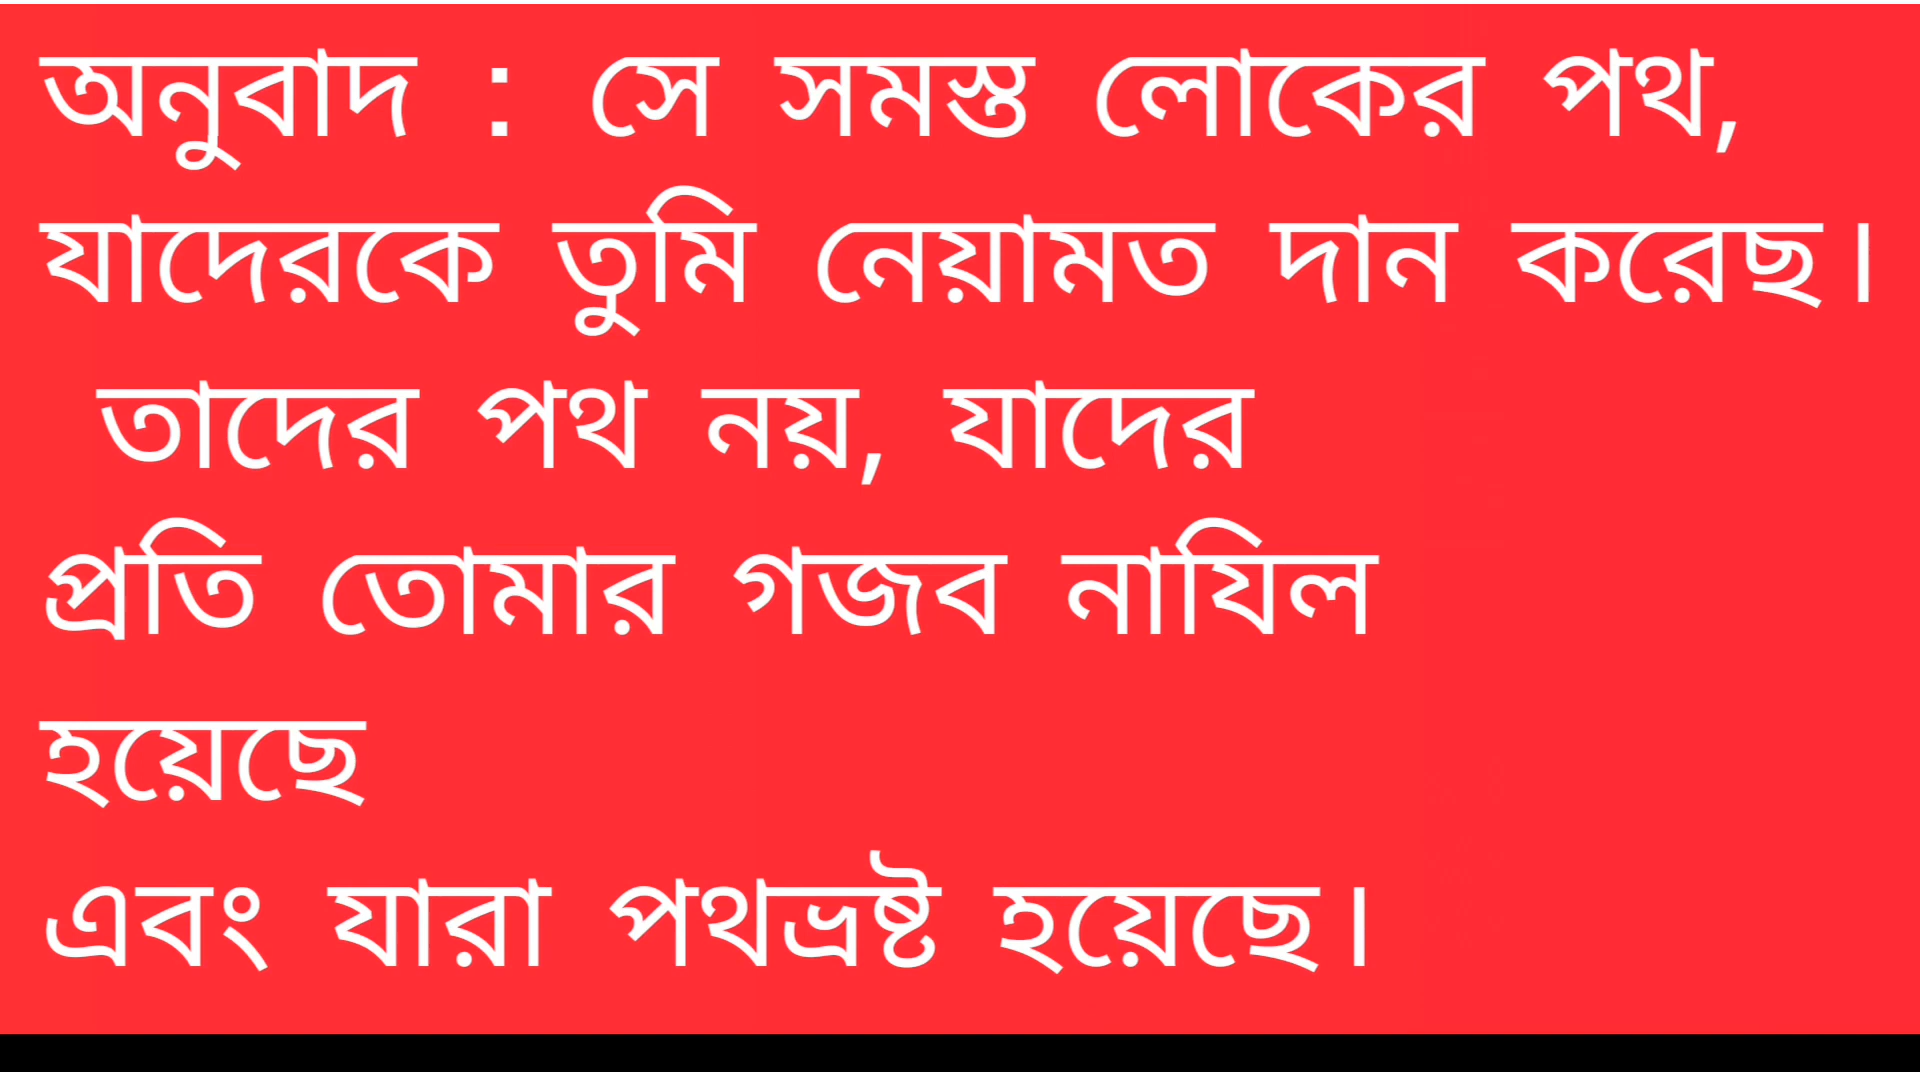 অনুবাদ : সে সমস্ত লোকের পথ,
যাদেরকে তুমি নেয়ামত দান করেছ।
তাদের পথ নয়, যাদের
প্রতি তোমার গজব নাযিল
হয়েছে
এবং যারা পথভ্রষ্ট হয়েছে।